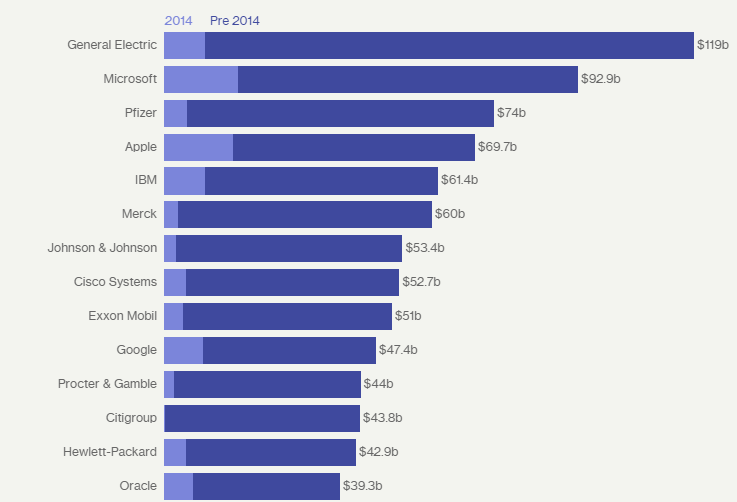 2014 Pre 2014
General Electric $119b
Microsoft $92.9b
Pfizer $74b
Apple $69.7b
IBM $61.4b
Merck $60b
Johnson & Johnson $53.4b
Cisco Systems $52.7b
Exxon Mobil $51b
Google $47.4b
Procter & Gamble $44b
Citigroup $43.8b
Hewlett-Packard $42.9b
Oracle $39.3b